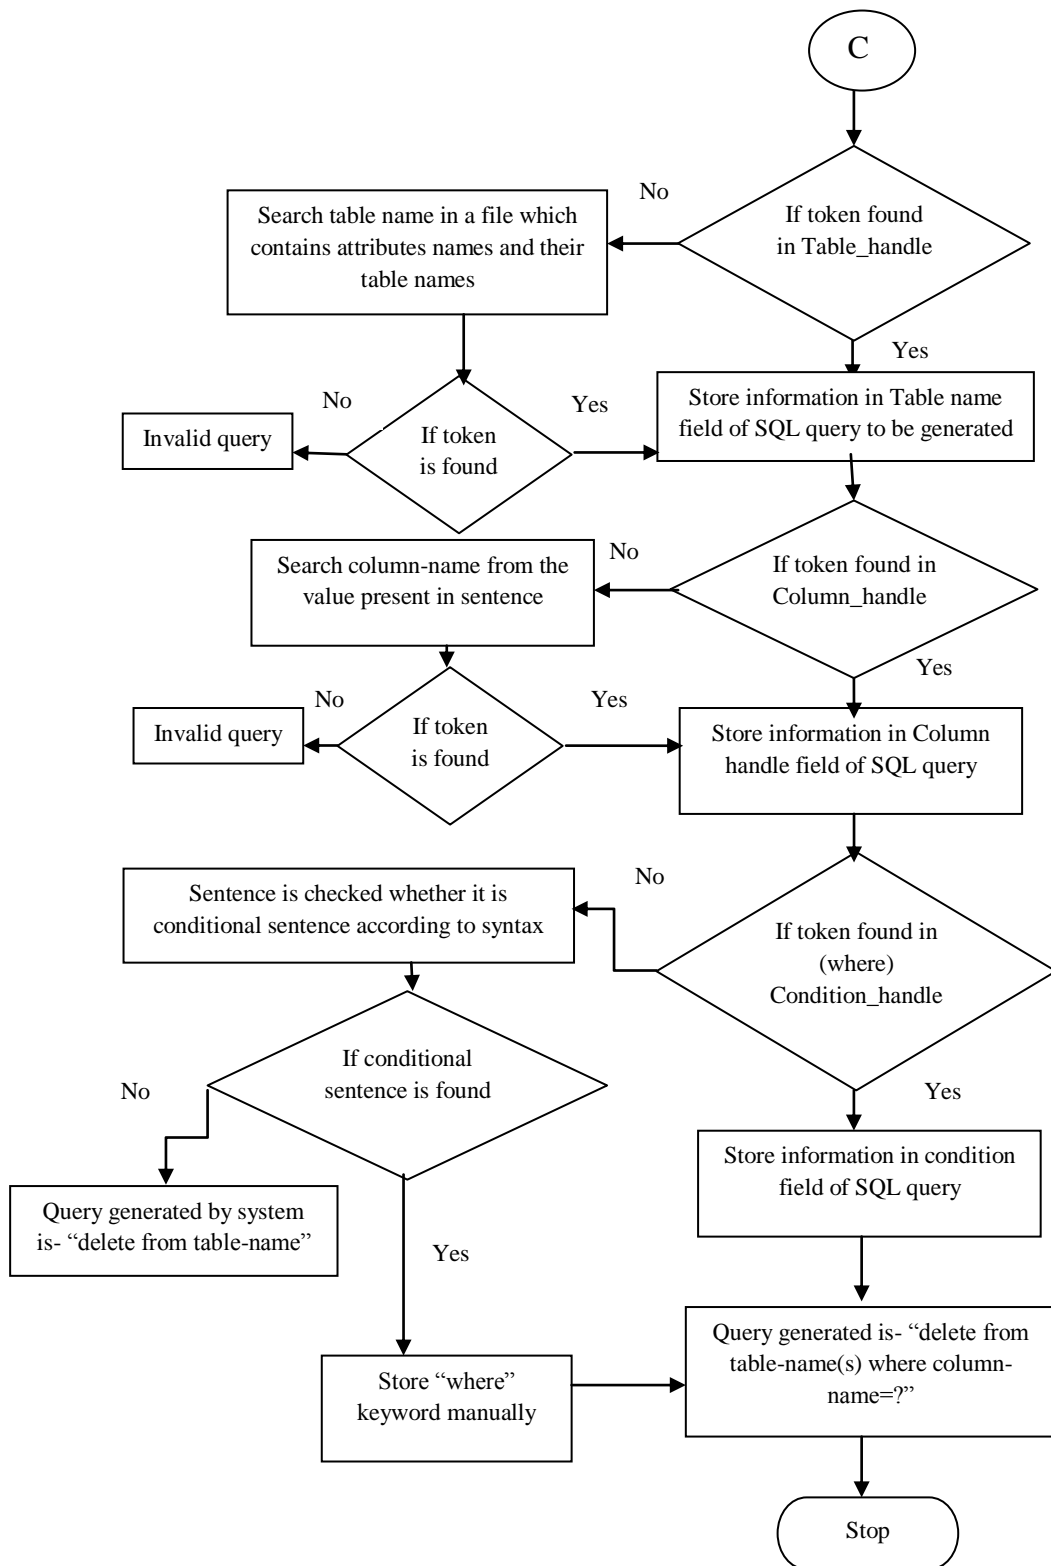 C
No
If token found
in Table_handle
Search table name in a file which
contains attributes names and their
table names
Yes
No
Yes
Store information in Table name
field of SQL query to be generated
Invalid query
If token
is found
No
If token found in
Column_handle
Search column-name from the
value present in sentence
Yes
No
Yes
Invalid query
If token
is found
Store information in Column
handle field of SQL query
No
Sentence is checked whether it is
conditional sentence according to syntax
If token found in
(where)
Condition_handle
If conditional
sentence is found
No
Yes
Store information in condition
field of SQL query
Query generated by system
is- “delete from table-name”
Yes
Query generated is- “delete from
table-name(s) where column-
name=?”
Store “where”
keyword manually
Stop